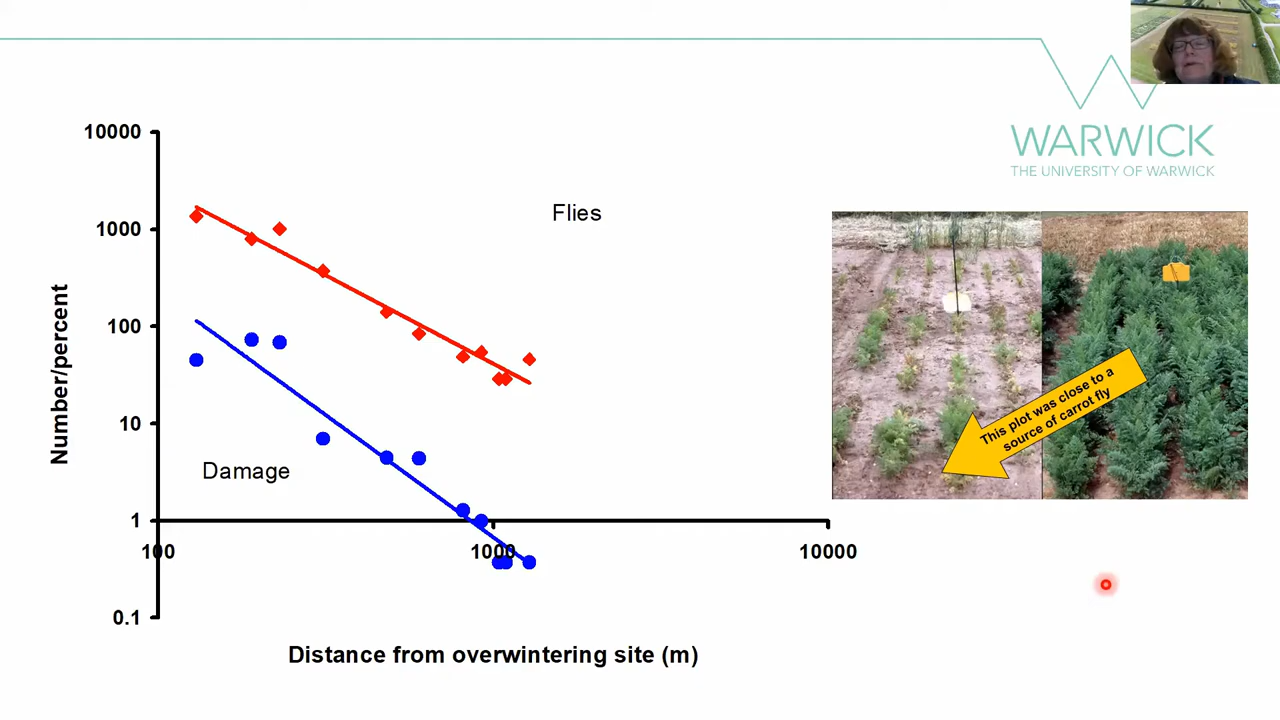 WARWICK
THE UNIVERSITY OF WARWICK
10000
1000
100
10
1
0.1
Number/percent
Flies
Damage
100
1000
10000
Distance from overwintering site (m)
This plot was close to a
source of carrot fly